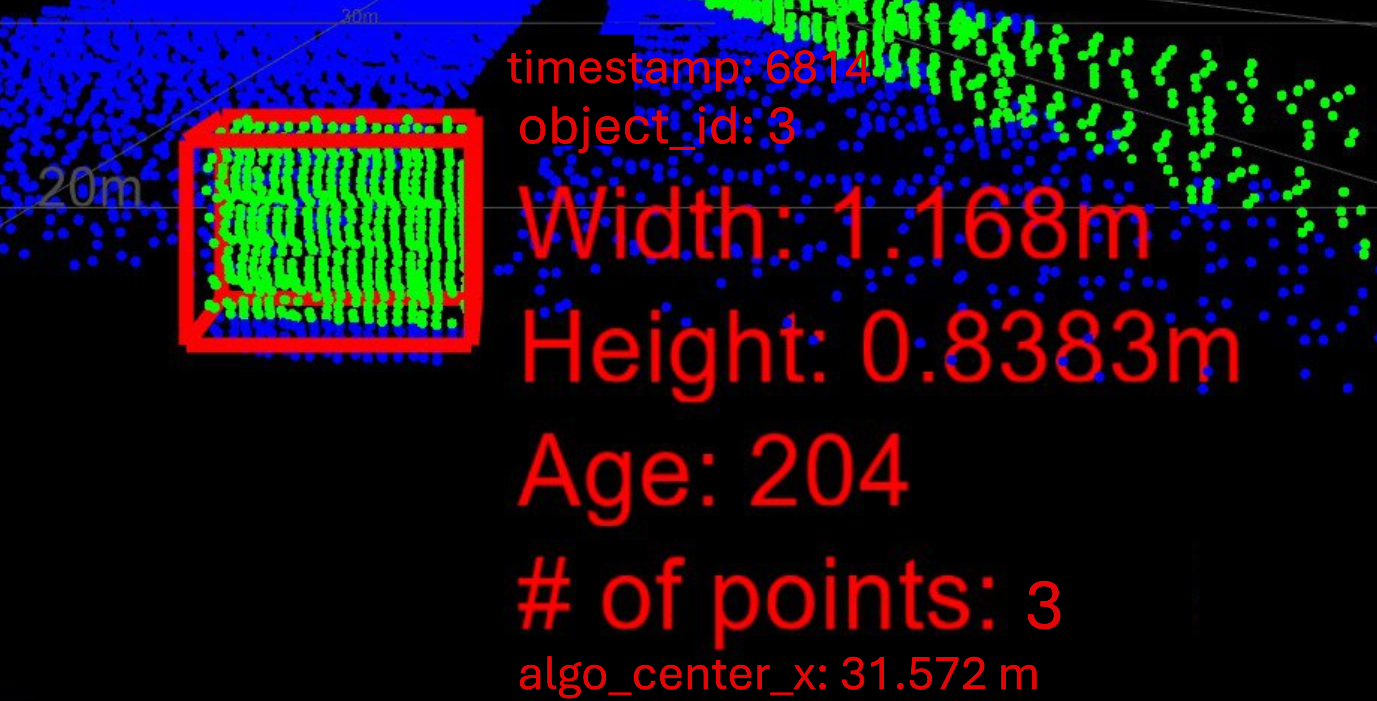 30m
timestamp: 6814
object_id: 3
20m
Width: 1.168m
Height: 0.8383m
Age: 204
# of points: 3
algo_center_x: 31.572 m